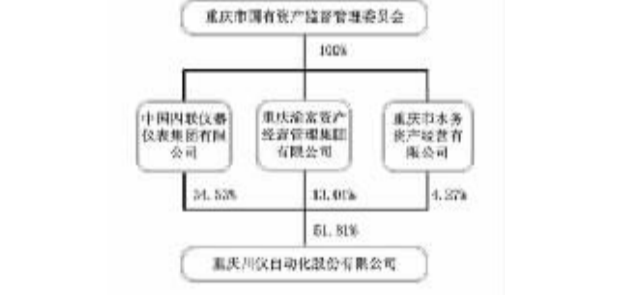 重庆市国有资产监督管理委员会
100%
中国四联仪器
仪表集团有限
公司
重庆渝富资产
经营管理集团
有限公司
重庆市水务
资产经营有
限公司
34.53%
13.01%
4.27%
51.81%
重庆川仪自动化股份有限公司